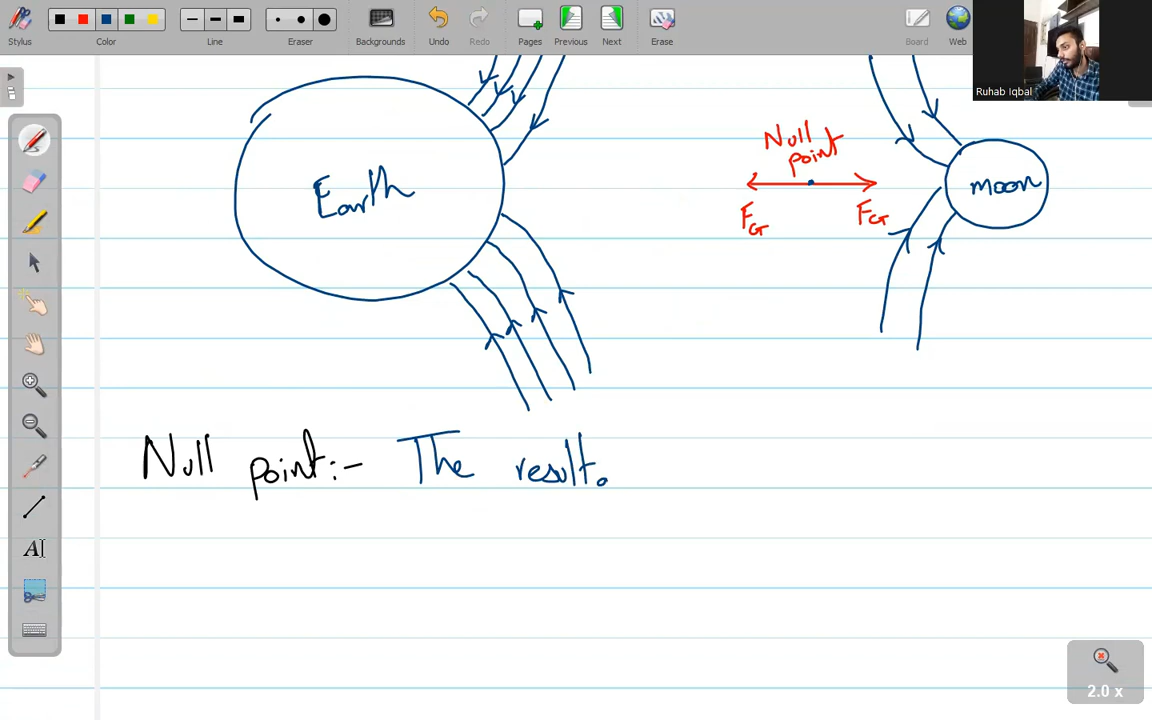 Stylus Color Line Eraser Backgrounds Undo Redo Pages Previous Next Erase Board Web
Ruhab Iqbal
Null
point
Earth
moon
FG FG
Null point:- The result.
2.0 x